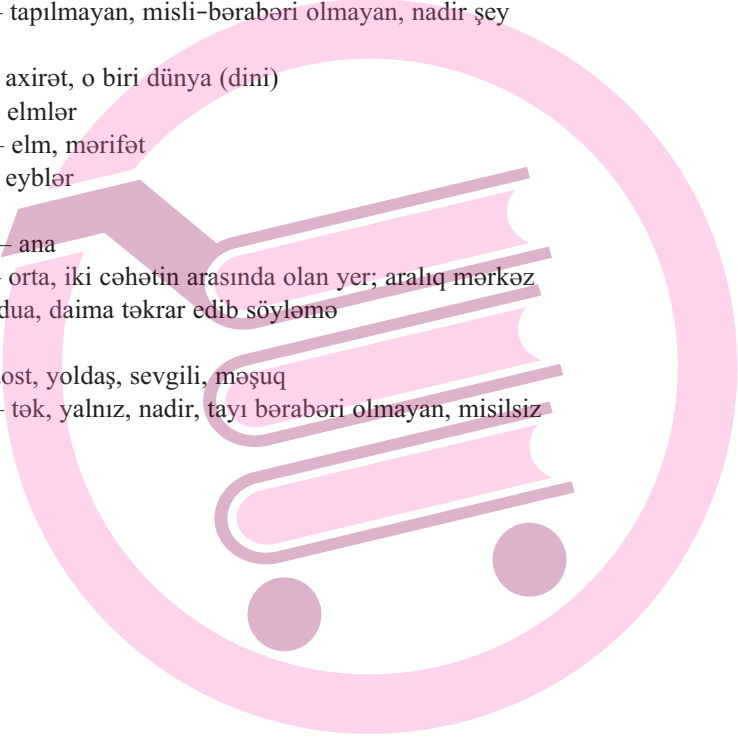 – tapılmayan, misli-bərabəri olmayan, nadir şey
axirət, o biri dünya (dini)
elmlər
– elm, mərifət
eyblər
– ana
– orta, iki cəhətin arasında olan yer; aralıq mərkəz
dua, daima təkrar edib söyləmə
dost, yoldaş, sevgili, məşuq
– tək, yalnız, nadir, tayı bərabəri olmayan, misilsiz